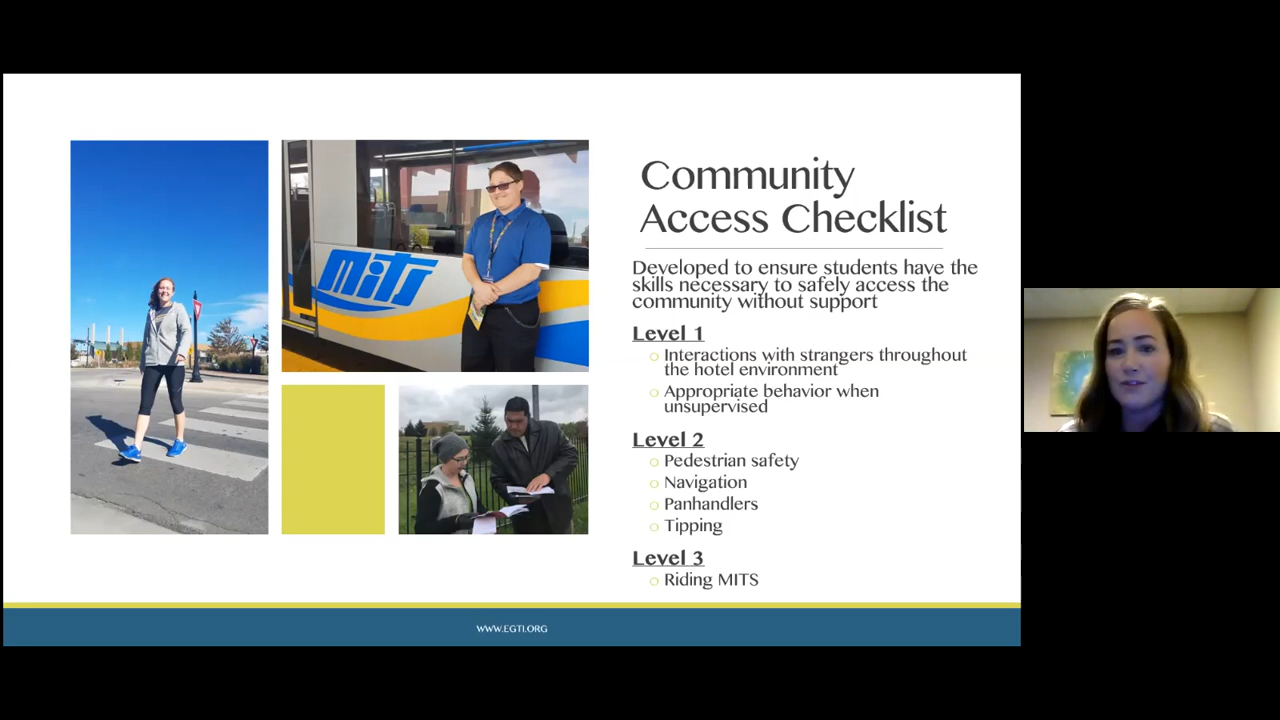 mits
Community
Access Checklist
Developed to ensure students have the
skills necessary to safely access the
community without support
Level 1
Interactions with strangers throughout
the hotel environment
Appropriate behavior when
unsupervised
Level 2
Pedestrian safety
Navigation
Panhandlers
Tipping
Level 3
Riding MITS
WWW.EGTI.ORG